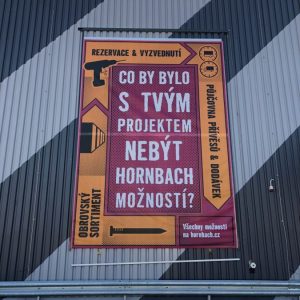 REZERVACE & VYZVEDNUTÍ
CO BY BYLO
S TVÝM
PROJEKTEM
NEBÝT
HORNBACH
MOŽNOSTÍ?
PŮJČOVNA PŘÍVĚSŮ & DODÁVEK
OBROVSKÝ
SORTIMENT
Všechny možnosti
na hornbach.cz